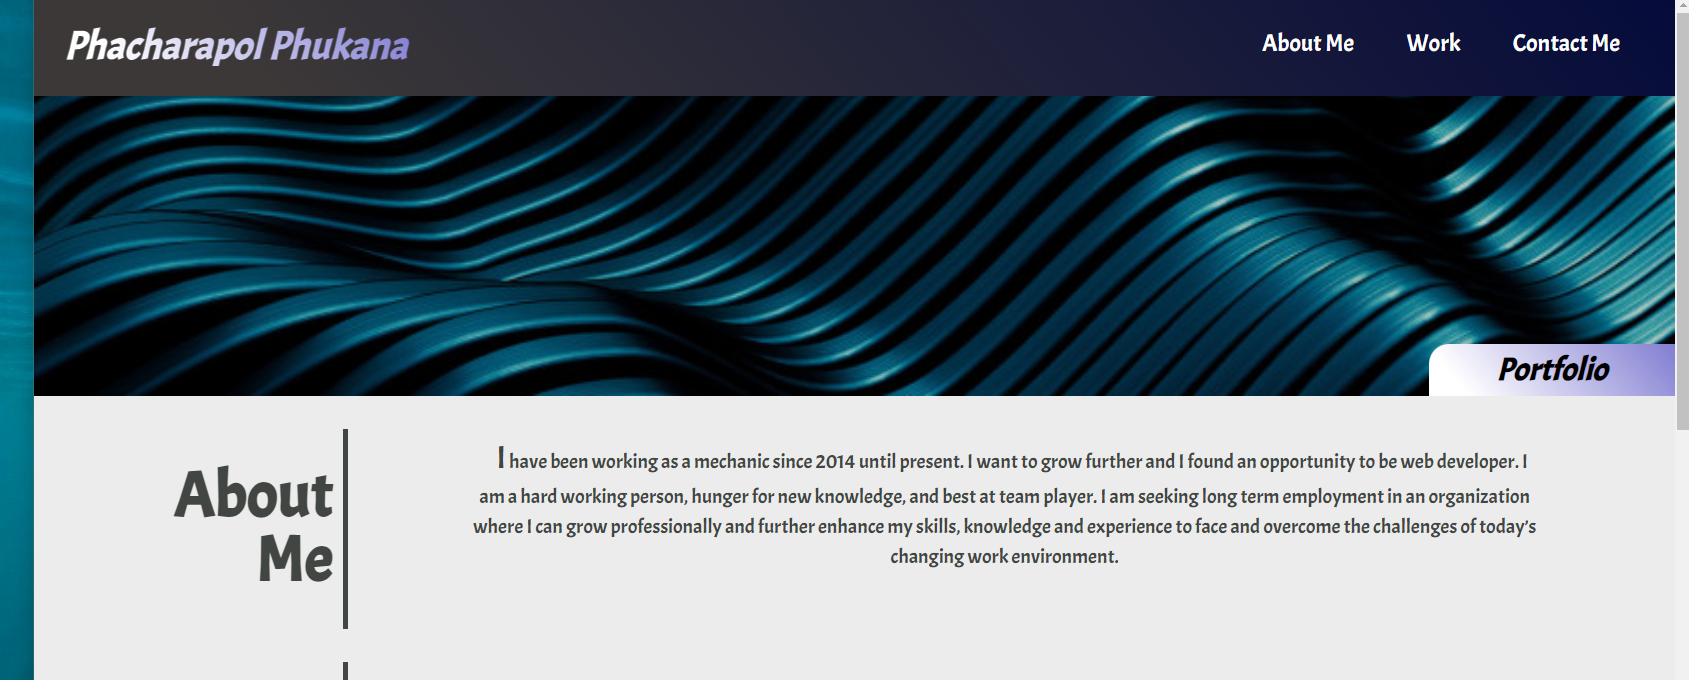 Phacharapol Phukana
About Me
Work
Contact Me
Portfolio
About
Me
I have been working as a mechanic since 2014 until present. I want to grow further and I found an opportunity to be web developer. I
am a hard working person, hunger for new knowledge, and best at team player. I am seeking long term employment in an organization
where I can grow professionally and further enhance my skills, knowledge and experience to face and overcome the challenges of today's
changing work environment.